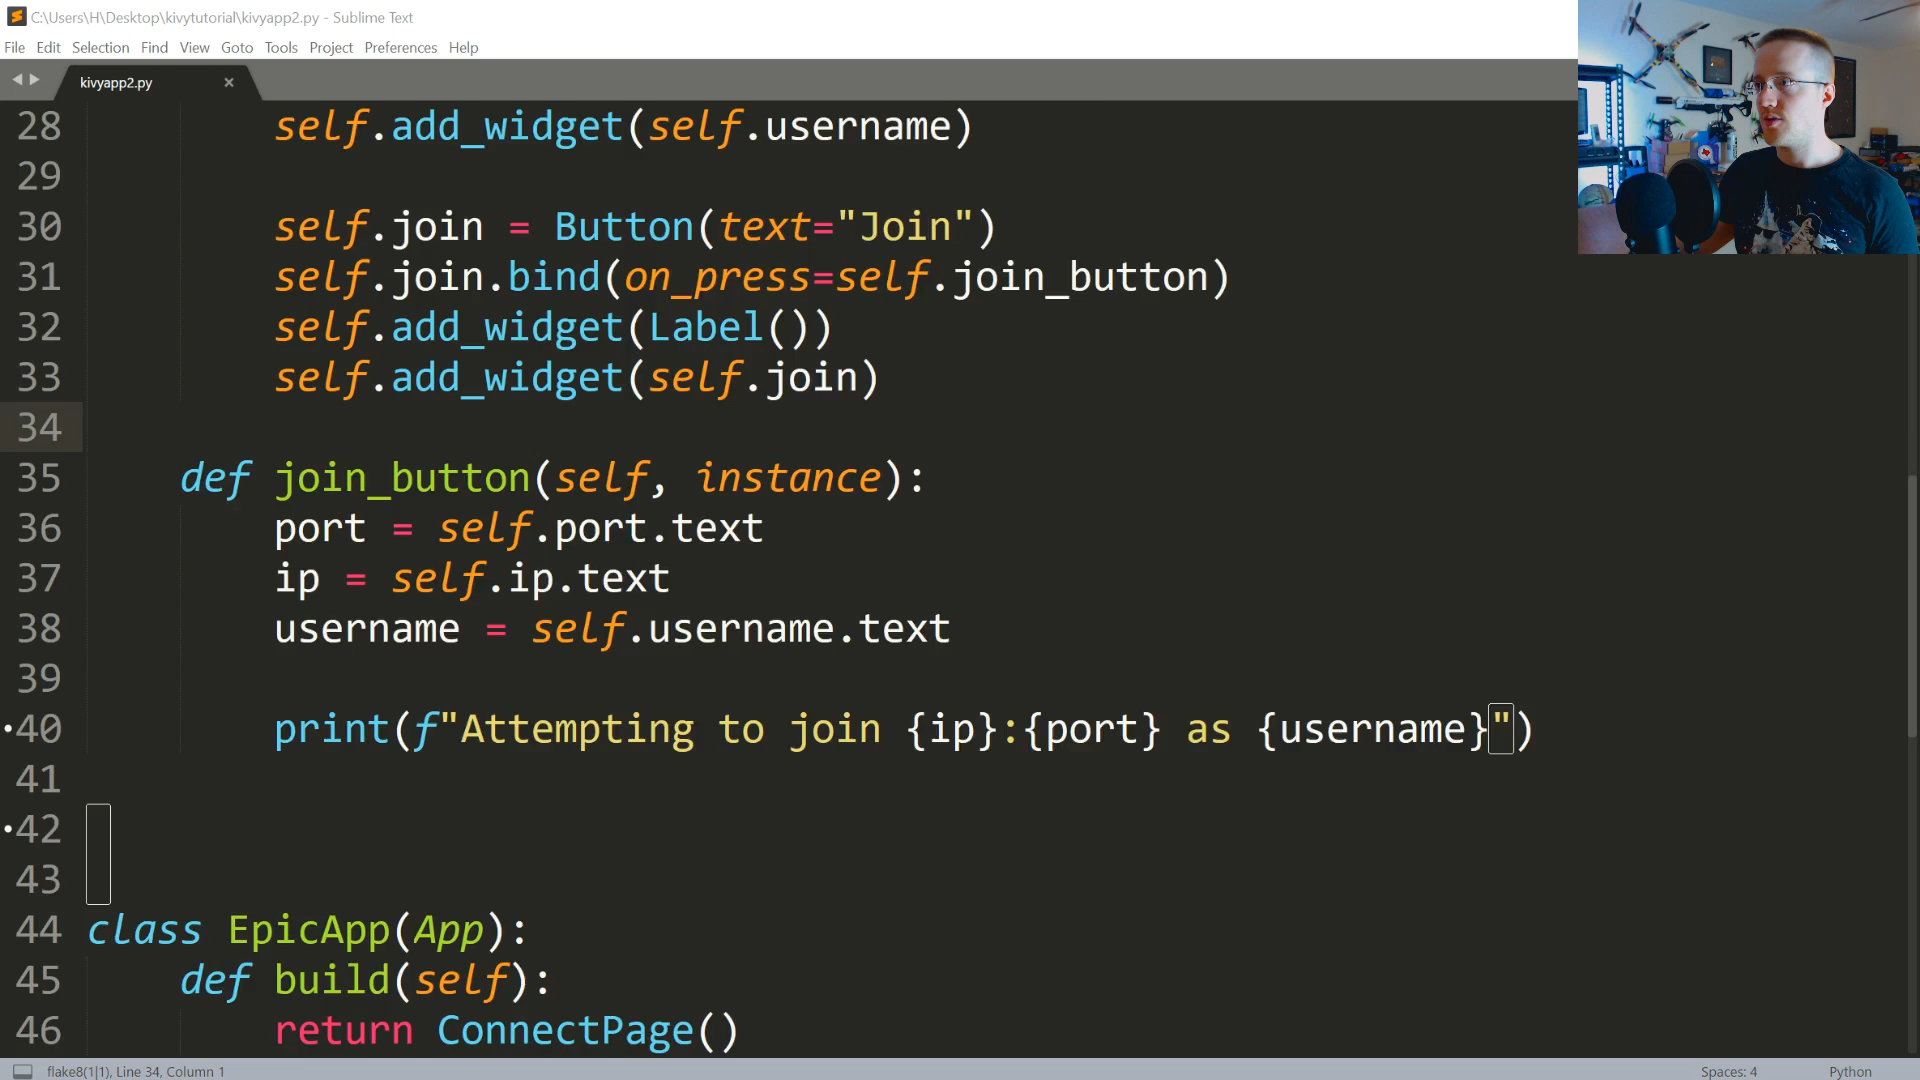 C:\Users\H\Desktop\kivytutorial\kivyapp2.py - Sublime Text
File Edit Selection Find View Goto Tools Project Preferences Help
kivyapp2.py ×
28 self.add_widget(self.username)
29
30 self.join = Button(text="Join")
31 self.join.bind(on_press=self.join_button)
32 self.add_widget(Label())
33 self.add_widget(self.join)
34
35 def join_button(self, instance):
36 port = self.port.text
37 ip = self.ip.text
38 username = self.username.text
39
40 print(f"Attempting to join {ip}:{port} as {username}")
41
42
43
44 class EpicApp(App):
45 def build(self):
46 return ConnectPage()
flake8(1|1), Line 34, Column 1 Spaces: 4 Python